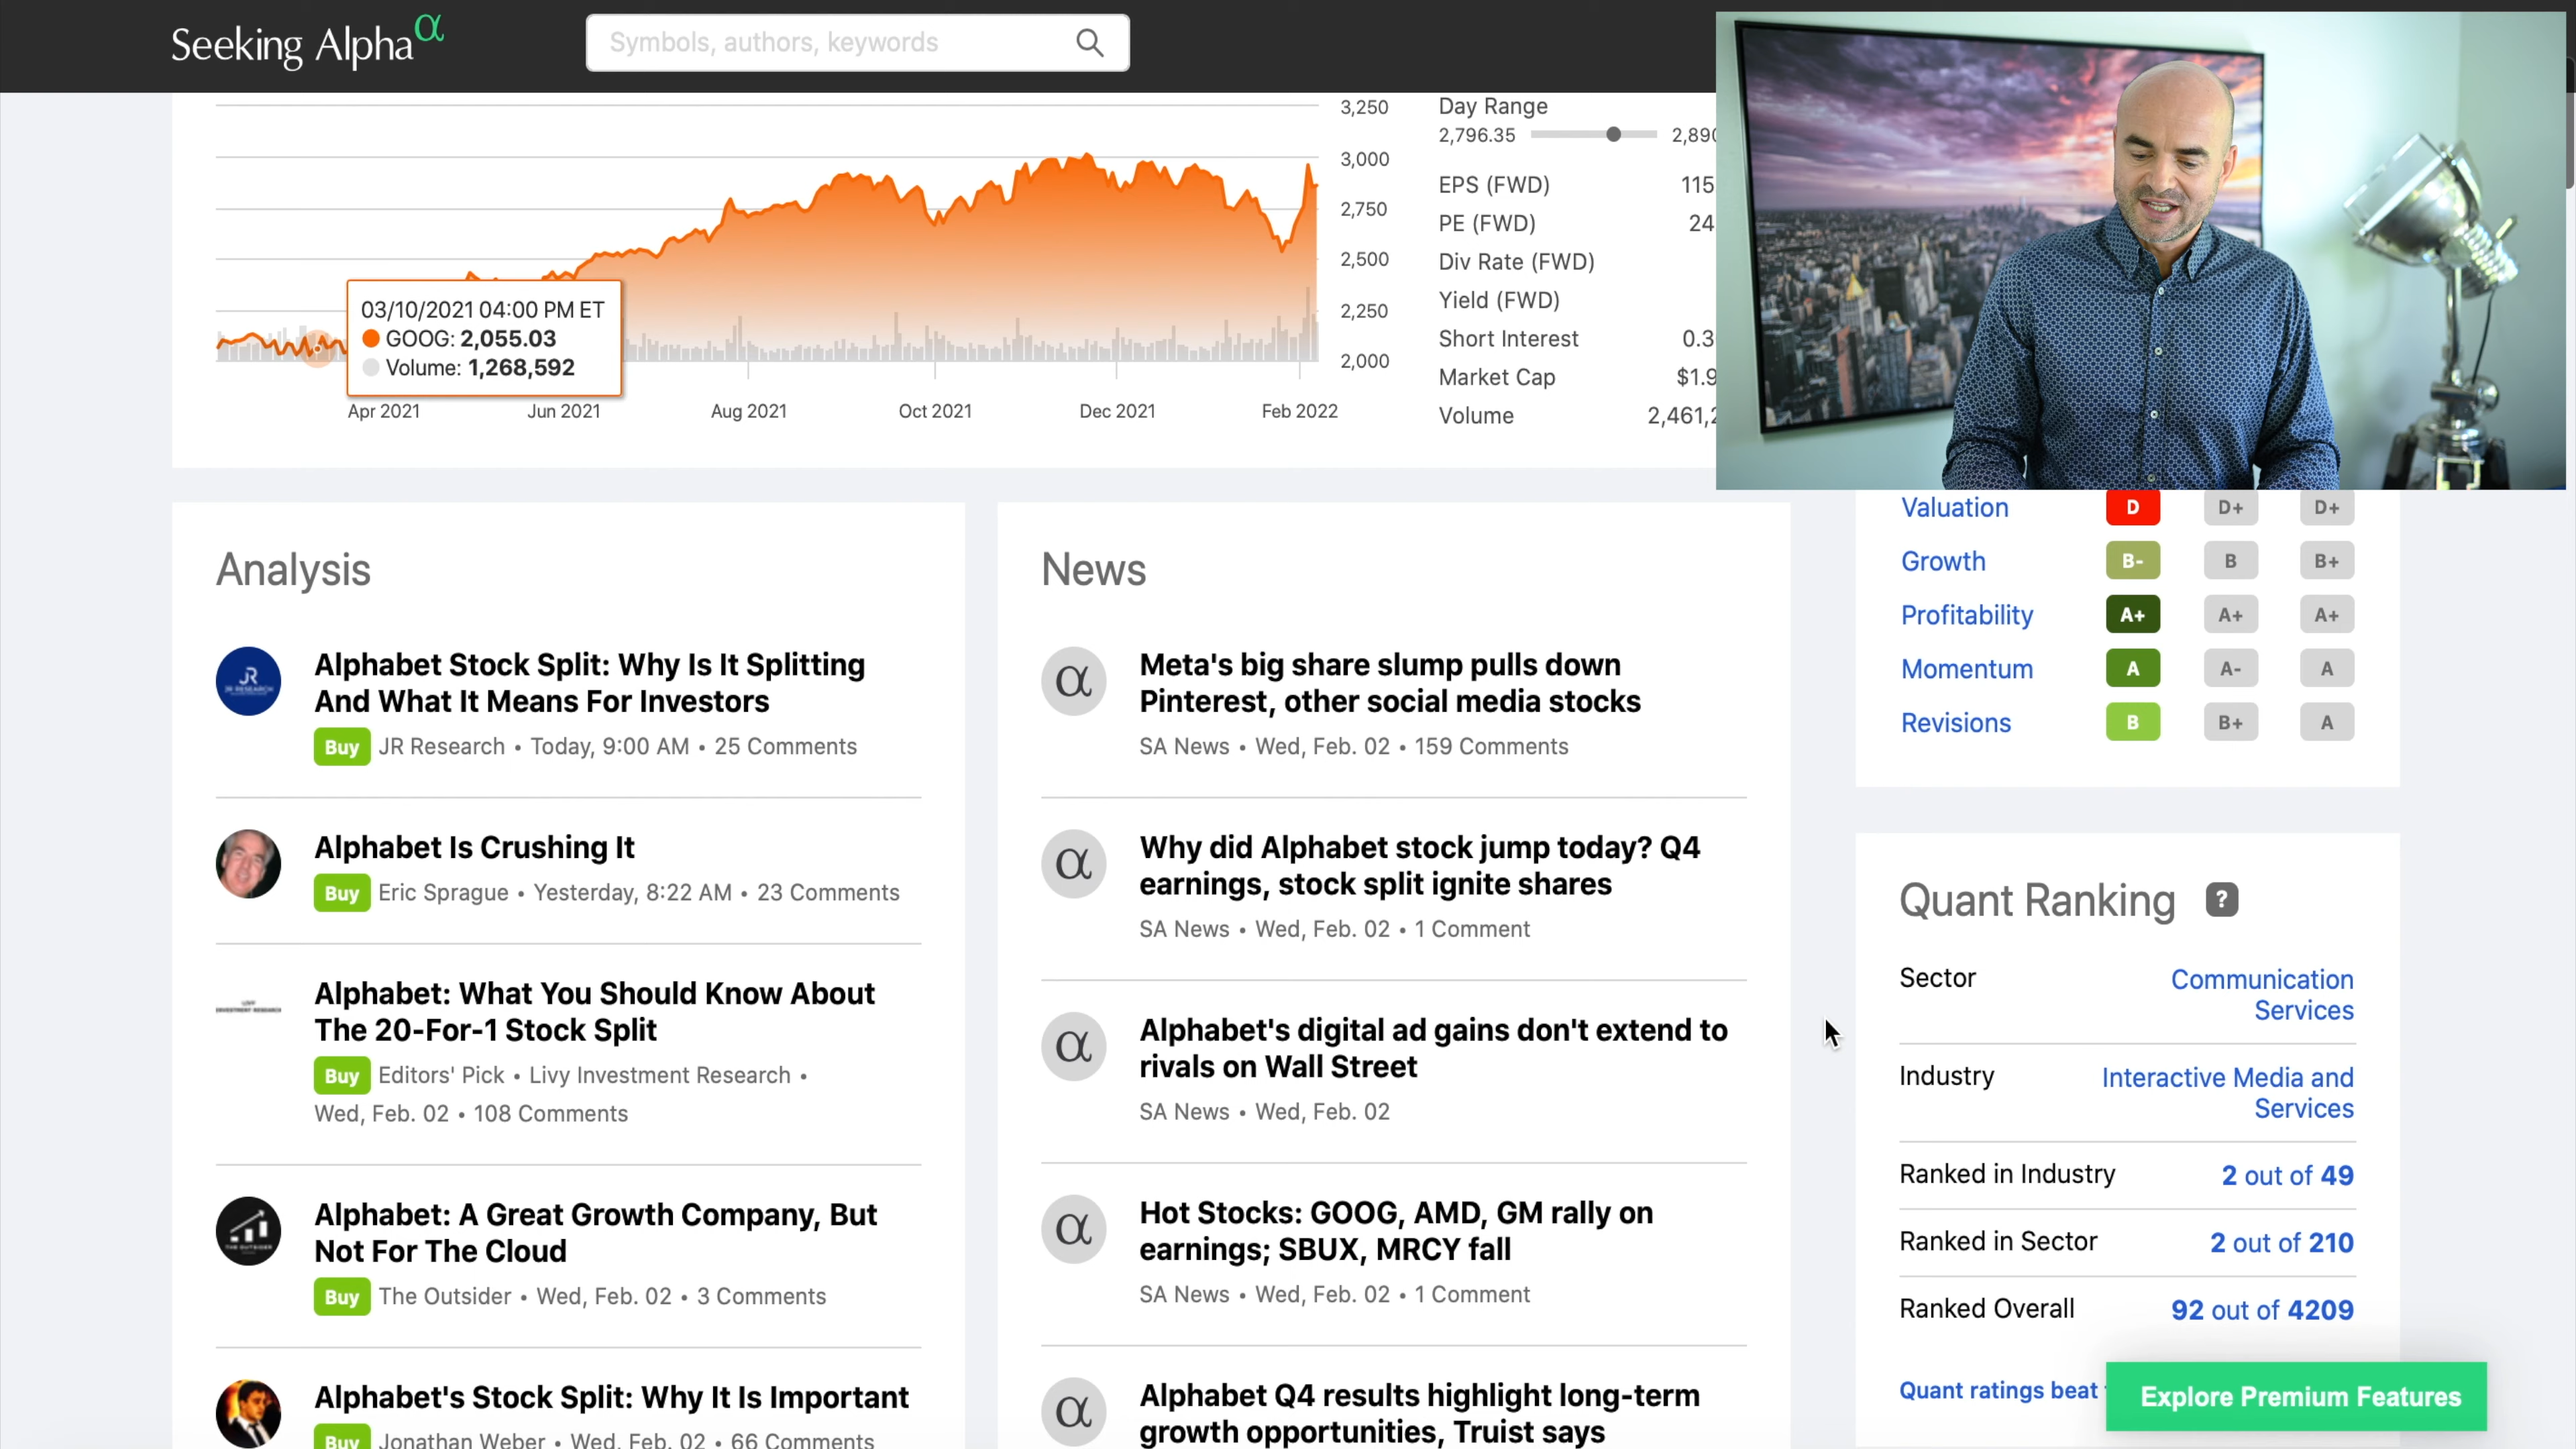 Seeking Alpha α
Symbols, authors, keywords
3,250
3,000
2,750
2,500
2,250
2,000
03/10/2021 04:00 PM ET
GOOG: 2,055.03
Volume: 1,268,592
Apr 2021
Jun 2021
Aug 2021
Oct 2021
Dec 2021
Feb 2022
Day Range
2,796.35 2,890
EPS (FWD) 115
PE (FWD) 24
Div Rate (FWD)
Yield (FWD)
Short Interest 0.3
Market Cap $1.9
Volume 2,461,2
Analysis
Alphabet Stock Split: Why Is It Splitting
And What It Means For Investors
Buy JR Research • Today, 9:00 AM • 25 Comments
Alphabet Is Crushing It
Buy Eric Sprague • Yesterday, 8:22 AM • 23 Comments
Alphabet: What You Should Know About
The 20-For-1 Stock Split
Buy Editors' Pick • Livy Investment Research •
Wed, Feb. 02 • 108 Comments
Alphabet: A Great Growth Company, But
Not For The Cloud
Buy The Outsider • Wed, Feb. 02 • 3 Comments
Alphabet's Stock Split: Why It Is Important
Buy Jonathan Weber • Wed, Feb. 02 • 66 Comments
News
Meta's big share slump pulls down
Pinterest, other social media stocks
SA News • Wed, Feb. 02 • 159 Comments
Why did Alphabet stock jump today? Q4
earnings, stock split ignite shares
SA News • Wed, Feb. 02 • 1 Comment
Alphabet's digital ad gains don't extend to
rivals on Wall Street
SA News • Wed, Feb. 02
Hot Stocks: GOOG, AMD, GM rally on
earnings; SBUX, MRCY fall
SA News • Wed, Feb. 02 • 1 Comment
Alphabet Q4 results highlight long-term
growth opportunities, Truist says
Valuation D D+ D+
Growth B- B B+
Profitability A+ A+ A+
Momentum A A- A
Revisions B B+ A
Quant Ranking ?
Sector Communication
Services
Industry Interactive Media and
Services
Ranked in Industry 2 out of 49
Ranked in Sector 2 out of 210
Ranked Overall 92 out of 4209
Quant ratings beat
Explore Premium Features